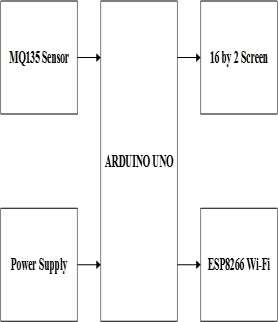 MQ135 Sensor
16 by 2 Screen
ARDUINO UNO
Power Supply
ESP8266 Wi-Fi